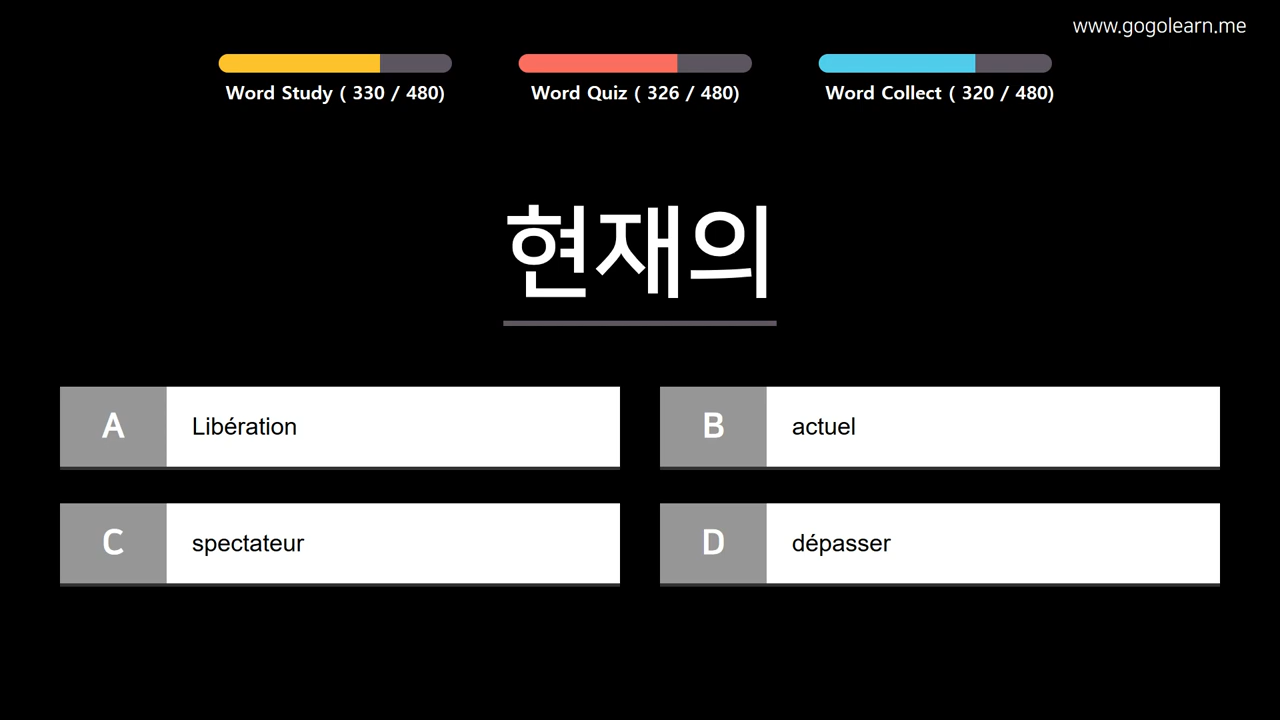 www.gogolearn.me
Word Study ( 330 / 480)
Word Quiz ( 326 / 480)
Word Collect ( 320 / 480)
현재의
A Libération
B actuel
C spectateur
D dépasser